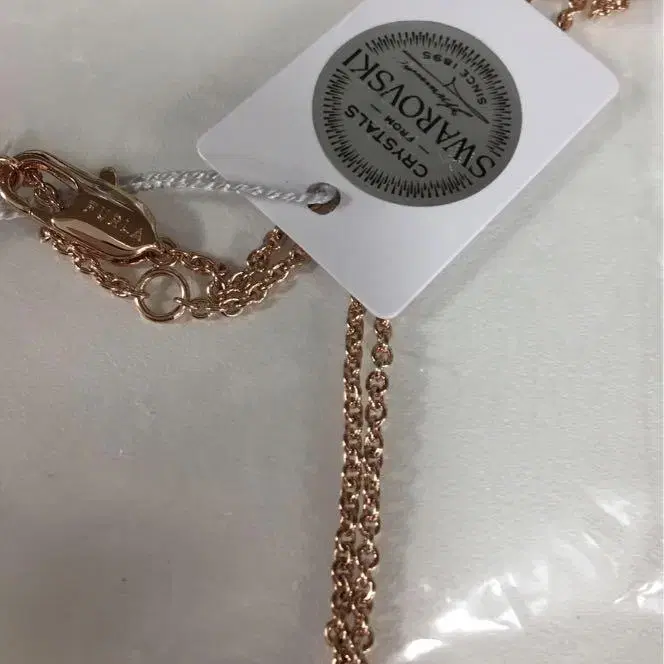 CRYSTALS
FROM
SWAROVSKI
SINCE 1895
FURLA